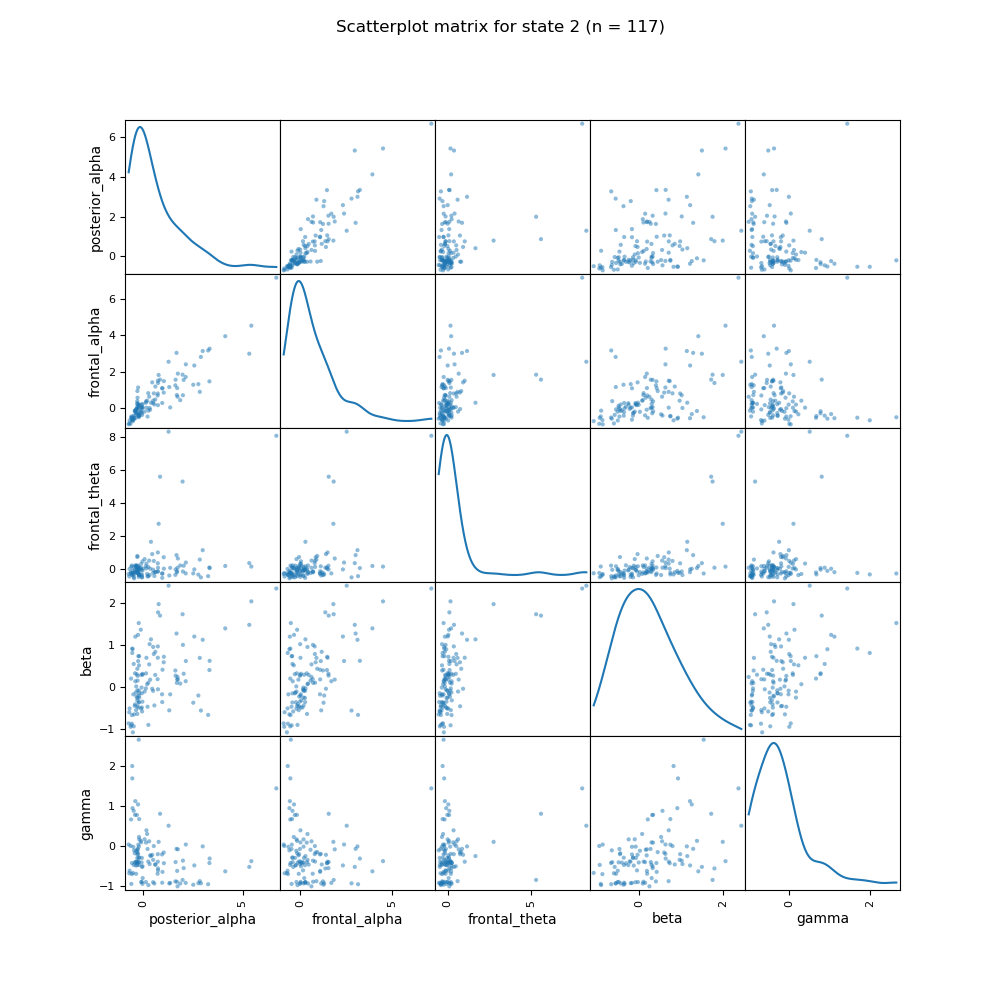 Scatterplot matrix for state 2 (n = 117)
posterior_alpha
6
4
2
0
frontal_alpha
6
4
2
0
frontal_theta
8
6
4
2
0
beta
2
1
0
−1
gamma
2
1
0
−1
0 5 0 5 0 5 0 2 0 2
posterior_alpha frontal_alpha frontal_theta beta gamma